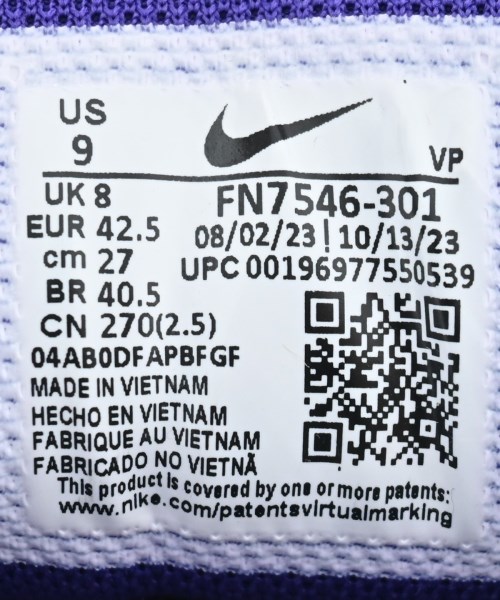 US
9
VP
UK 8
FN7546-301
EUR 42.5
08/02/23 | 10/13/23
cm 27
UPC 00196977550539
BR 40.5
CN 270(2.5)
04AB0DFAPBFGF
MADE IN VIETNAM
HECHO EN VIETNAM
FABRIQUE AU VIETNAM
FABRICADO NO VIETNÃ
This product is covered by one or more patents:
www.nike.com/patentsvirtualmarking